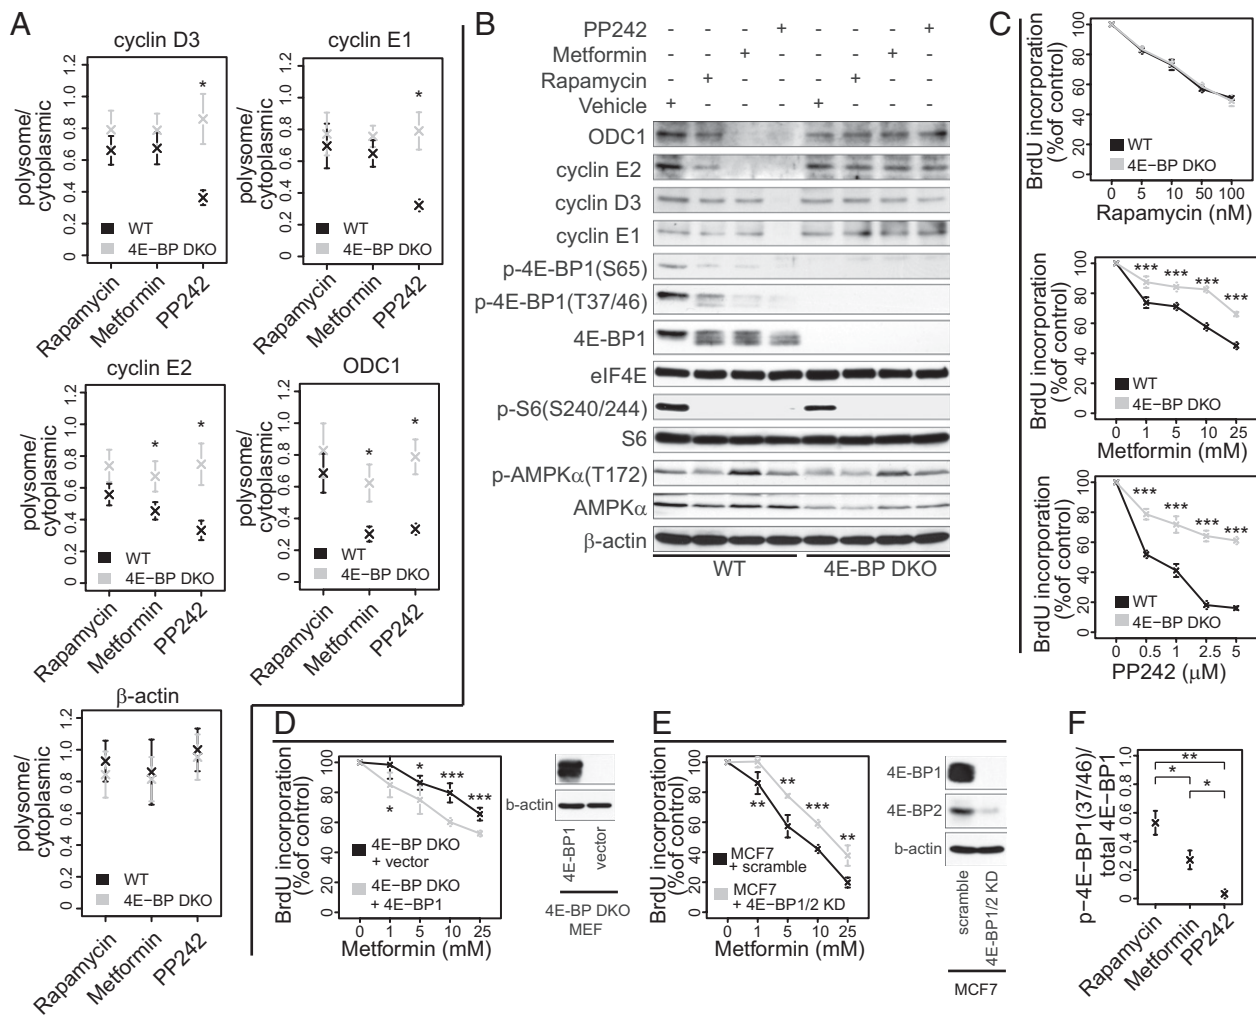 A
cyclin D3
polysome/
cytoplasmic
0 0.2 0.4 0.6 0.8 1.0 1.2
*
WT
4E−BP DKO
Rapamycin
Metformin
PP242
cyclin E1
polysome/
cytoplasmic
0 0.2 0.4 0.6 0.8 1.0 1.2
*
WT
4E−BP DKO
Rapamycin
Metformin
PP242
cyclin E2
polysome/
cytoplasmic
0 0.2 0.4 0.6 0.8 1.0 1.2
* *
WT
4E−BP DKO
Rapamycin
Metformin
PP242
ODC1
polysome/
cytoplasmic
0 0.2 0.4 0.6 0.8 1.0 1.2
* *
WT
4E−BP DKO
Rapamycin
Metformin
PP242
β-actin
polysome/
cytoplasmic
0 0.2 0.4 0.6 0.8 1.0 1.2
WT
4E−BP DKO
Rapamycin
Metformin
PP242
B
PP242 - - - + - - - +
Metformin - - + - - - + -
Rapamycin - + - - - + - -
Vehicle + - - - + - - -
ODC1
cyclin E2
cyclin D3
cyclin E1
p-4E-BP1(S65)
p-4E-BP1(T37/46)
4E-BP1
eIF4E
p-S6(S240/244)
S6
p-AMPKα(T172)
AMPKα
β-actin
WT 4E-BP DKO
C
BrdU incorporation
(%of control)
0 20 40 60 80 100
WT
4E−BP DKO
0 5 10 50 100
Rapamycin (nM)
BrdU incorporation
(%of control)
0 20 40 60 80 100
*** *** *** ***
WT
4E−BP DKO
0 1 5 10 25
Metformin (mM)
BrdU incorporation
(%of control)
0 20 40 60 80 100
*** *** *** ***
WT
4E−BP DKO
0 0.5 1 2.5 5
PP242 (μM)
D
BrdU incorporation
(% of control)
0 20 40 60 80 100
* * *** ***
4E−BP DKO
+ vector
4E−BP DKO
+ 4E−BP1
0 1 5 10 25
Metformin (mM)
b-actin
4E-BP1
vector
4E-BP DKO
MEF
E
BrdU incorporation
(% of control)
0 20 40 60 80 100
** ** *** **
MCF7
+ scramble
MCF7
+ 4E−BP1/2 KD
0 1 5 10 25
Metformin (mM)
4E-BP1
4E-BP2
b-actin
scramble
4E-BP1/2 KD
MCF7
F
p−4E−BP1(37/46)/
total 4E−BP1
0 0.2 0.4 0.6 0.8 1.0
**
* *
Rapamycin
Metformin
PP242